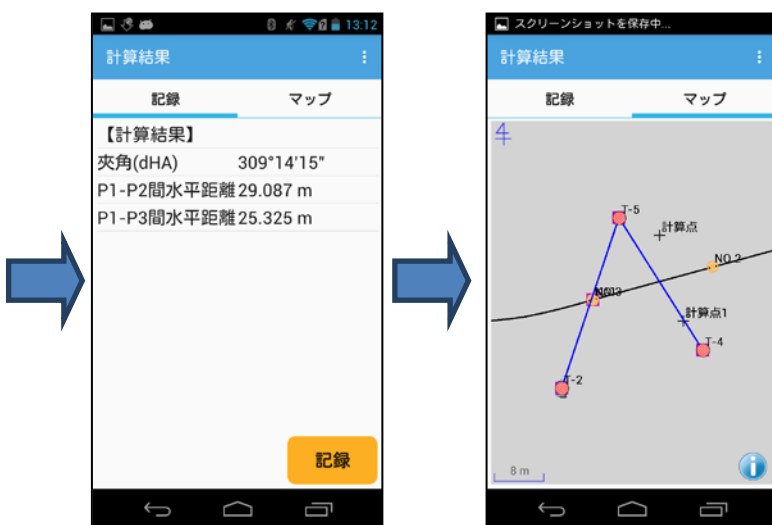 13:12
計算結果
記録 マップ
【計算結果】
夾角(dHA) 309°14'15"
P1-P2間水平距離 29.087 m
P1-P3間水平距離 25.325 m
記録
スクリーンショットを保存中...
計算結果
記録 マップ
4
T-5
計算点
NO.2
計算点1
T-4
T-2
8 m
i